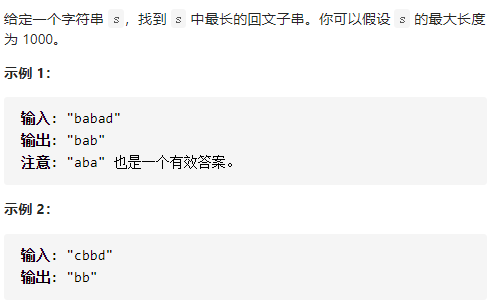 给定一个字符串 s，找到 s 中最长的回文子串。你可以假设 s 的最大长度
为 1000。
示例 1：
输入: "babad"
输出: "bab"
注意: "aba" 也是一个有效答案。
示例 2：
输入: "cbbd"
输出: "bb"